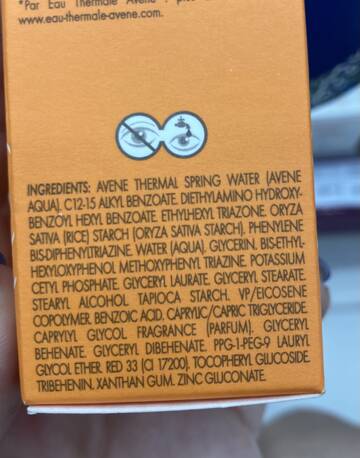 *Par Eau Thermale Avène
www.eau-thermale-avene.com.
INGREDIENTS: AVENE THERMAL SPRING WATER (AVENE
AQUA). C12-15 ALKYL BENZOATE. DIETHYLAMINO HYDROXY-
BENZOYL HEXYL BENZOATE. ETHYLHEXYL TRIAZONE. ORYZA
SATIVA (RICE) STARCH (ORYZA SATIVA STARCH). PHENYLENE
BIS-DIPHENYLTRIAZINE. WATER (AQUA). GLYCERIN. BIS-ETHYL-
HEXYLOXYPHENOL METHOXYPHENYL TRIAZINE. POTASSIUM
CETYL PHOSPHATE. GLYCERYL LAURATE. GLYCERYL STEARATE.
STEARYL ALCOHOL. TAPIOCA STARCH. VP/EICOSENE
COPOLYMER. BENZOIC ACID. CAPRYLIC/CAPRIC TRIGLYCERIDE.
CAPRYLYL GLYCOL. FRAGRANCE (PARFUM). GLYCERYL
BEHENATE. GLYCERYL DIBEHENATE. PPG-1-PEG-9 LAURYL
GLYCOL ETHER. RED 33 (CI 17200). TOCOPHERYL GLUCOSIDE.
TRIBEHENIN. XANTHAN GUM. ZINC GLUCONATE.